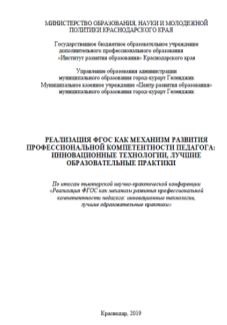 МИНИСТЕРСТВО ОБРАЗОВАНИЯ, НАУКИ И МОЛОДЕЖНОЙ
ПОЛИТИКИ КРАСНОДАРСКОГО КРАЯ
Государственное бюджетное образовательное учреждение
дополнительного профессионального образования
«Институт развития образования» Краснодарского края
Управление образования администрации
муниципального образования город-курорт Геленджик
Муниципальное казенное учреждение «Центр развития образования»
муниципального образования город-курорт Геленджик
РЕАЛИЗАЦИЯ ФГОС КАК МЕХАНИЗМ РАЗВИТИЯ
ПРОФЕССИОНАЛЬНОЙ КОМПЕТЕНТНОСТИ ПЕДАГОГА:
ИННОВАЦИОННЫЕ ТЕХНОЛОГИИ, ЛУЧШИЕ
ОБРАЗОВАТЕЛЬНЫЕ ПРАКТИКИ
По итогам тьюторской научно-практической конференции
«Реализация ФГОС как механизм развития профессиональной
компетентности педагога: инновационные технологии,
лучшие образовательные практики»
Краснодар, 2019